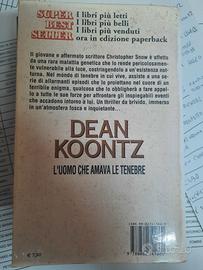 SUPER
BEST
SELLER
I libri più letti
I libri più belli
I libri più venduti
ora in edizione paperback
Il giovane e affermato scrittore Christopher Snow è affetto da
una rara malattia genetica che lo rende pericolosamen-
te vulnerabile alla luce, costringendolo a un'esistenza not-
turna. Nel mondo di tenebre in cui vive, assiste a una se-
rie di allarmanti episodi che lo proiettano nel cuore di un
terribile enigma, qualcosa che lo obbligherà a fare appel-
lo a tutte le sue forze per affrontare gli inspiegabili eventi
che accadono intorno a lui. Un thriller da brivido, immerso
in un'atmosfera fosca e inquietante...
DEAN
KOONTZ
L'UOMO CHE AMAVA LE TENEBRE